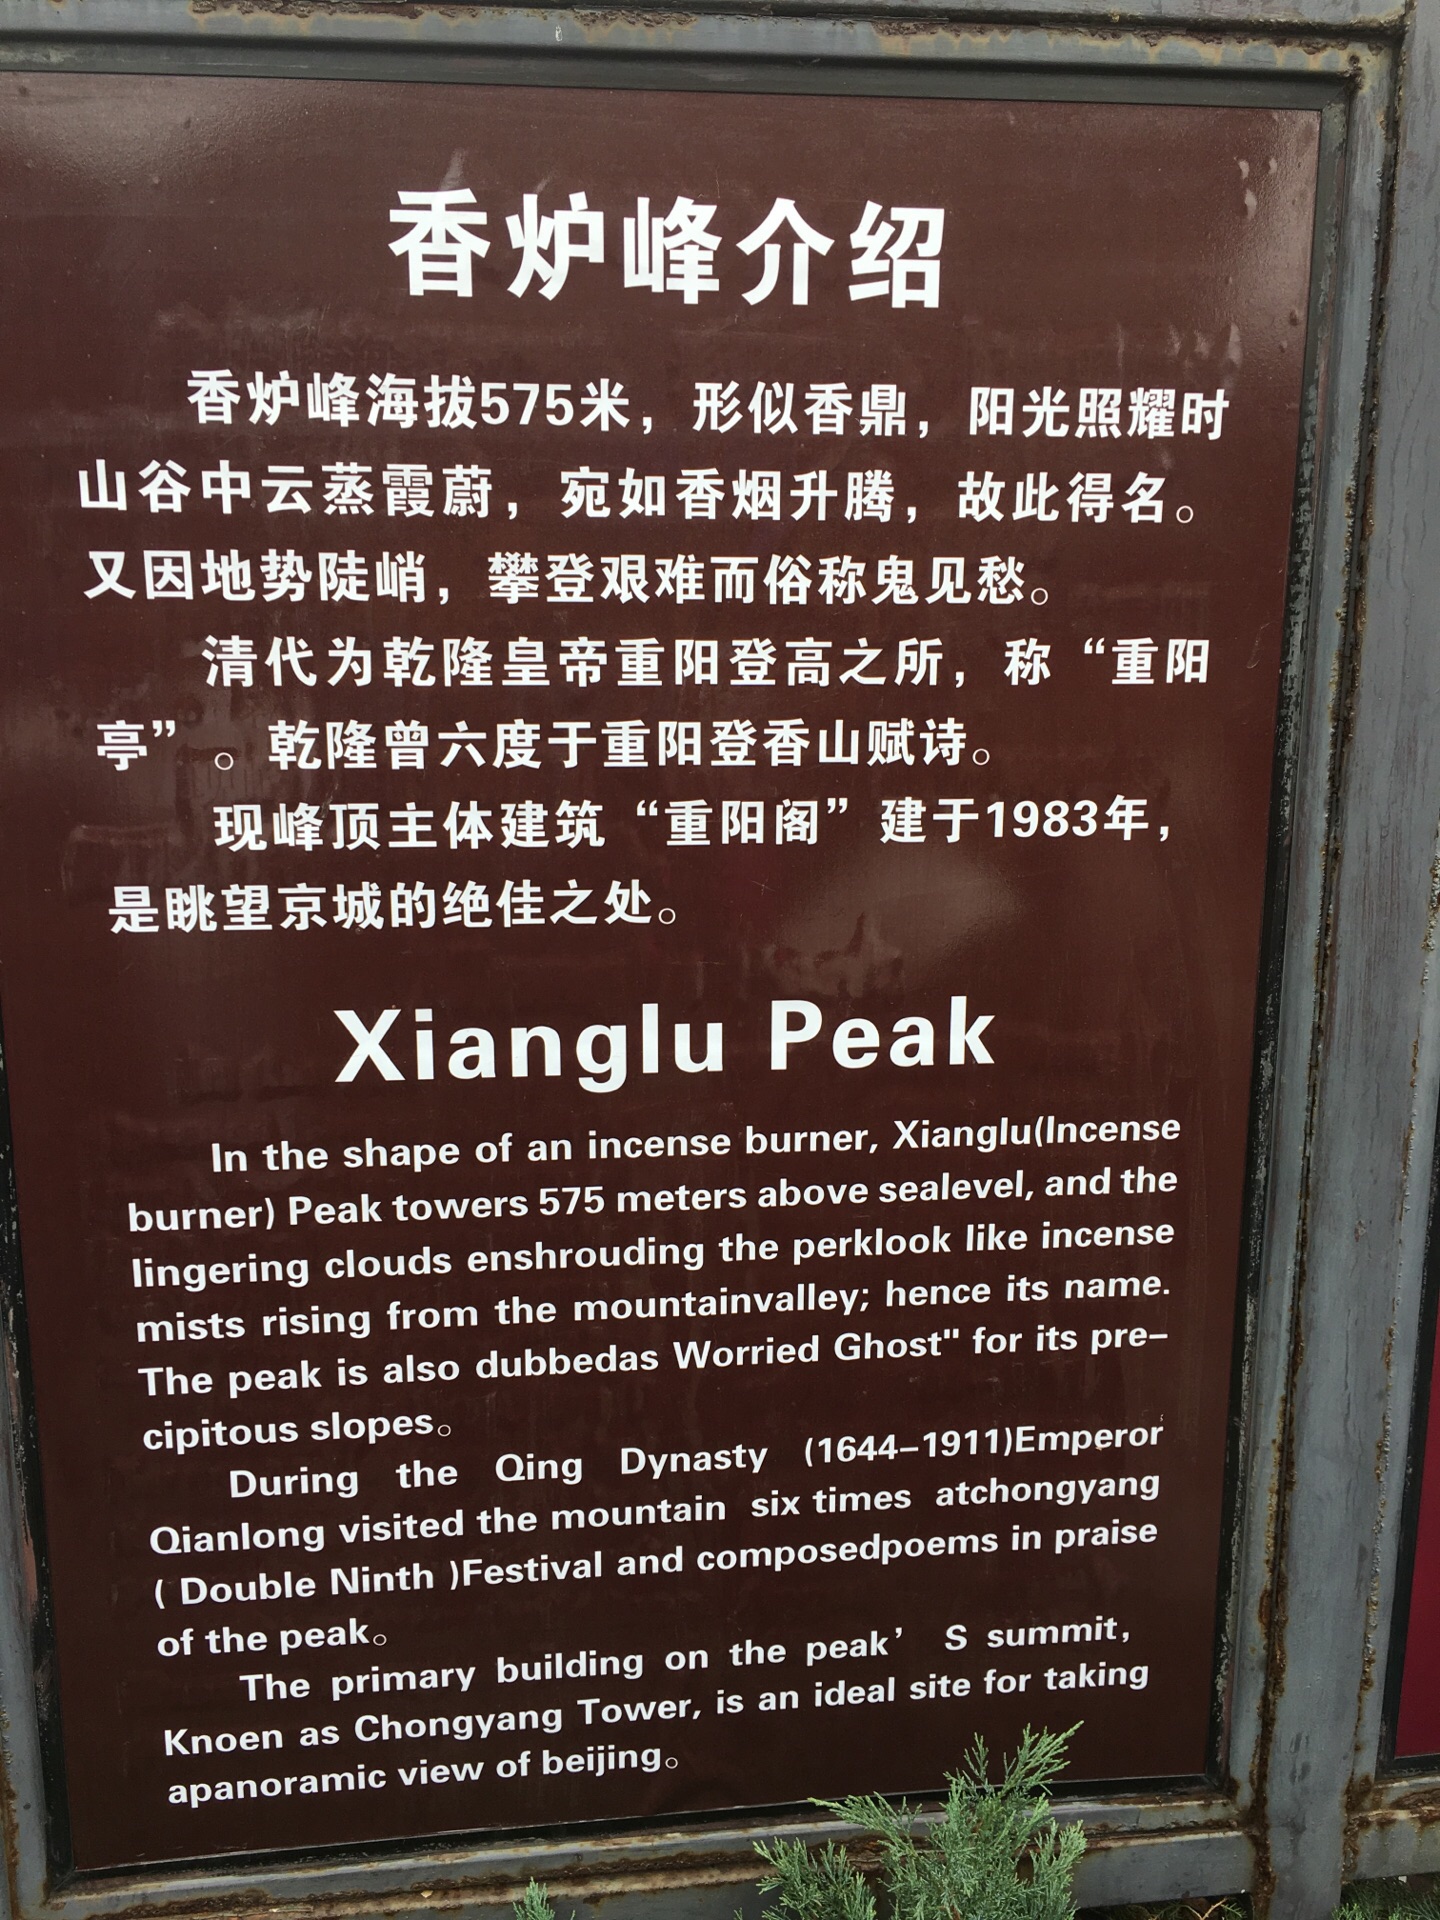 香炉峰介绍
香炉峰海拔575米，形似香鼎，阳光照耀时
山谷中云蒸霞蔚，宛如香烟升腾，故此得名。
又因地势陡峭，攀登艰难而俗称鬼见愁。
清代为乾隆皇帝重阳登高之所，称“重阳
亭”。乾隆曾六度于重阳登香山赋诗。
现峰顶主体建筑“重阳阁”建于1983年，
是眺望京城的绝佳之处。
Xianglu Peak
In the shape of an incense burner, Xianglu(Incense
burner) Peak towers 575 meters above sealevel, and the
lingering clouds enshrouding the perklook like incense
mists rising from the mountainvalley; hence its name.
The peak is also dubbedas Worried Ghost" for its pre–
cipitous slopes。
During the Qing Dynasty (1644–1911)Emperor
Qianlong visited the mountain six times atchongyang
( Double Ninth )Festival and composedpoems in praise
of the peak。
The primary building on the peak’ S summit,
Knoen as Chongyang Tower, is an ideal site for taking
apanoramic view of beijing。